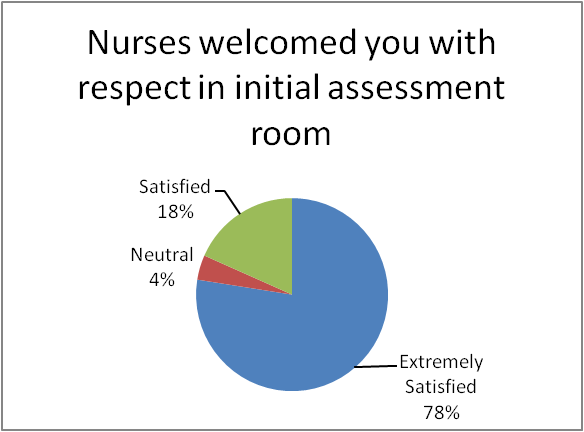 Nurses welcomed you with
respect in initial assessment
room
Satisfied
18%
Neutral
4%
Extremely
Satisfied
78%